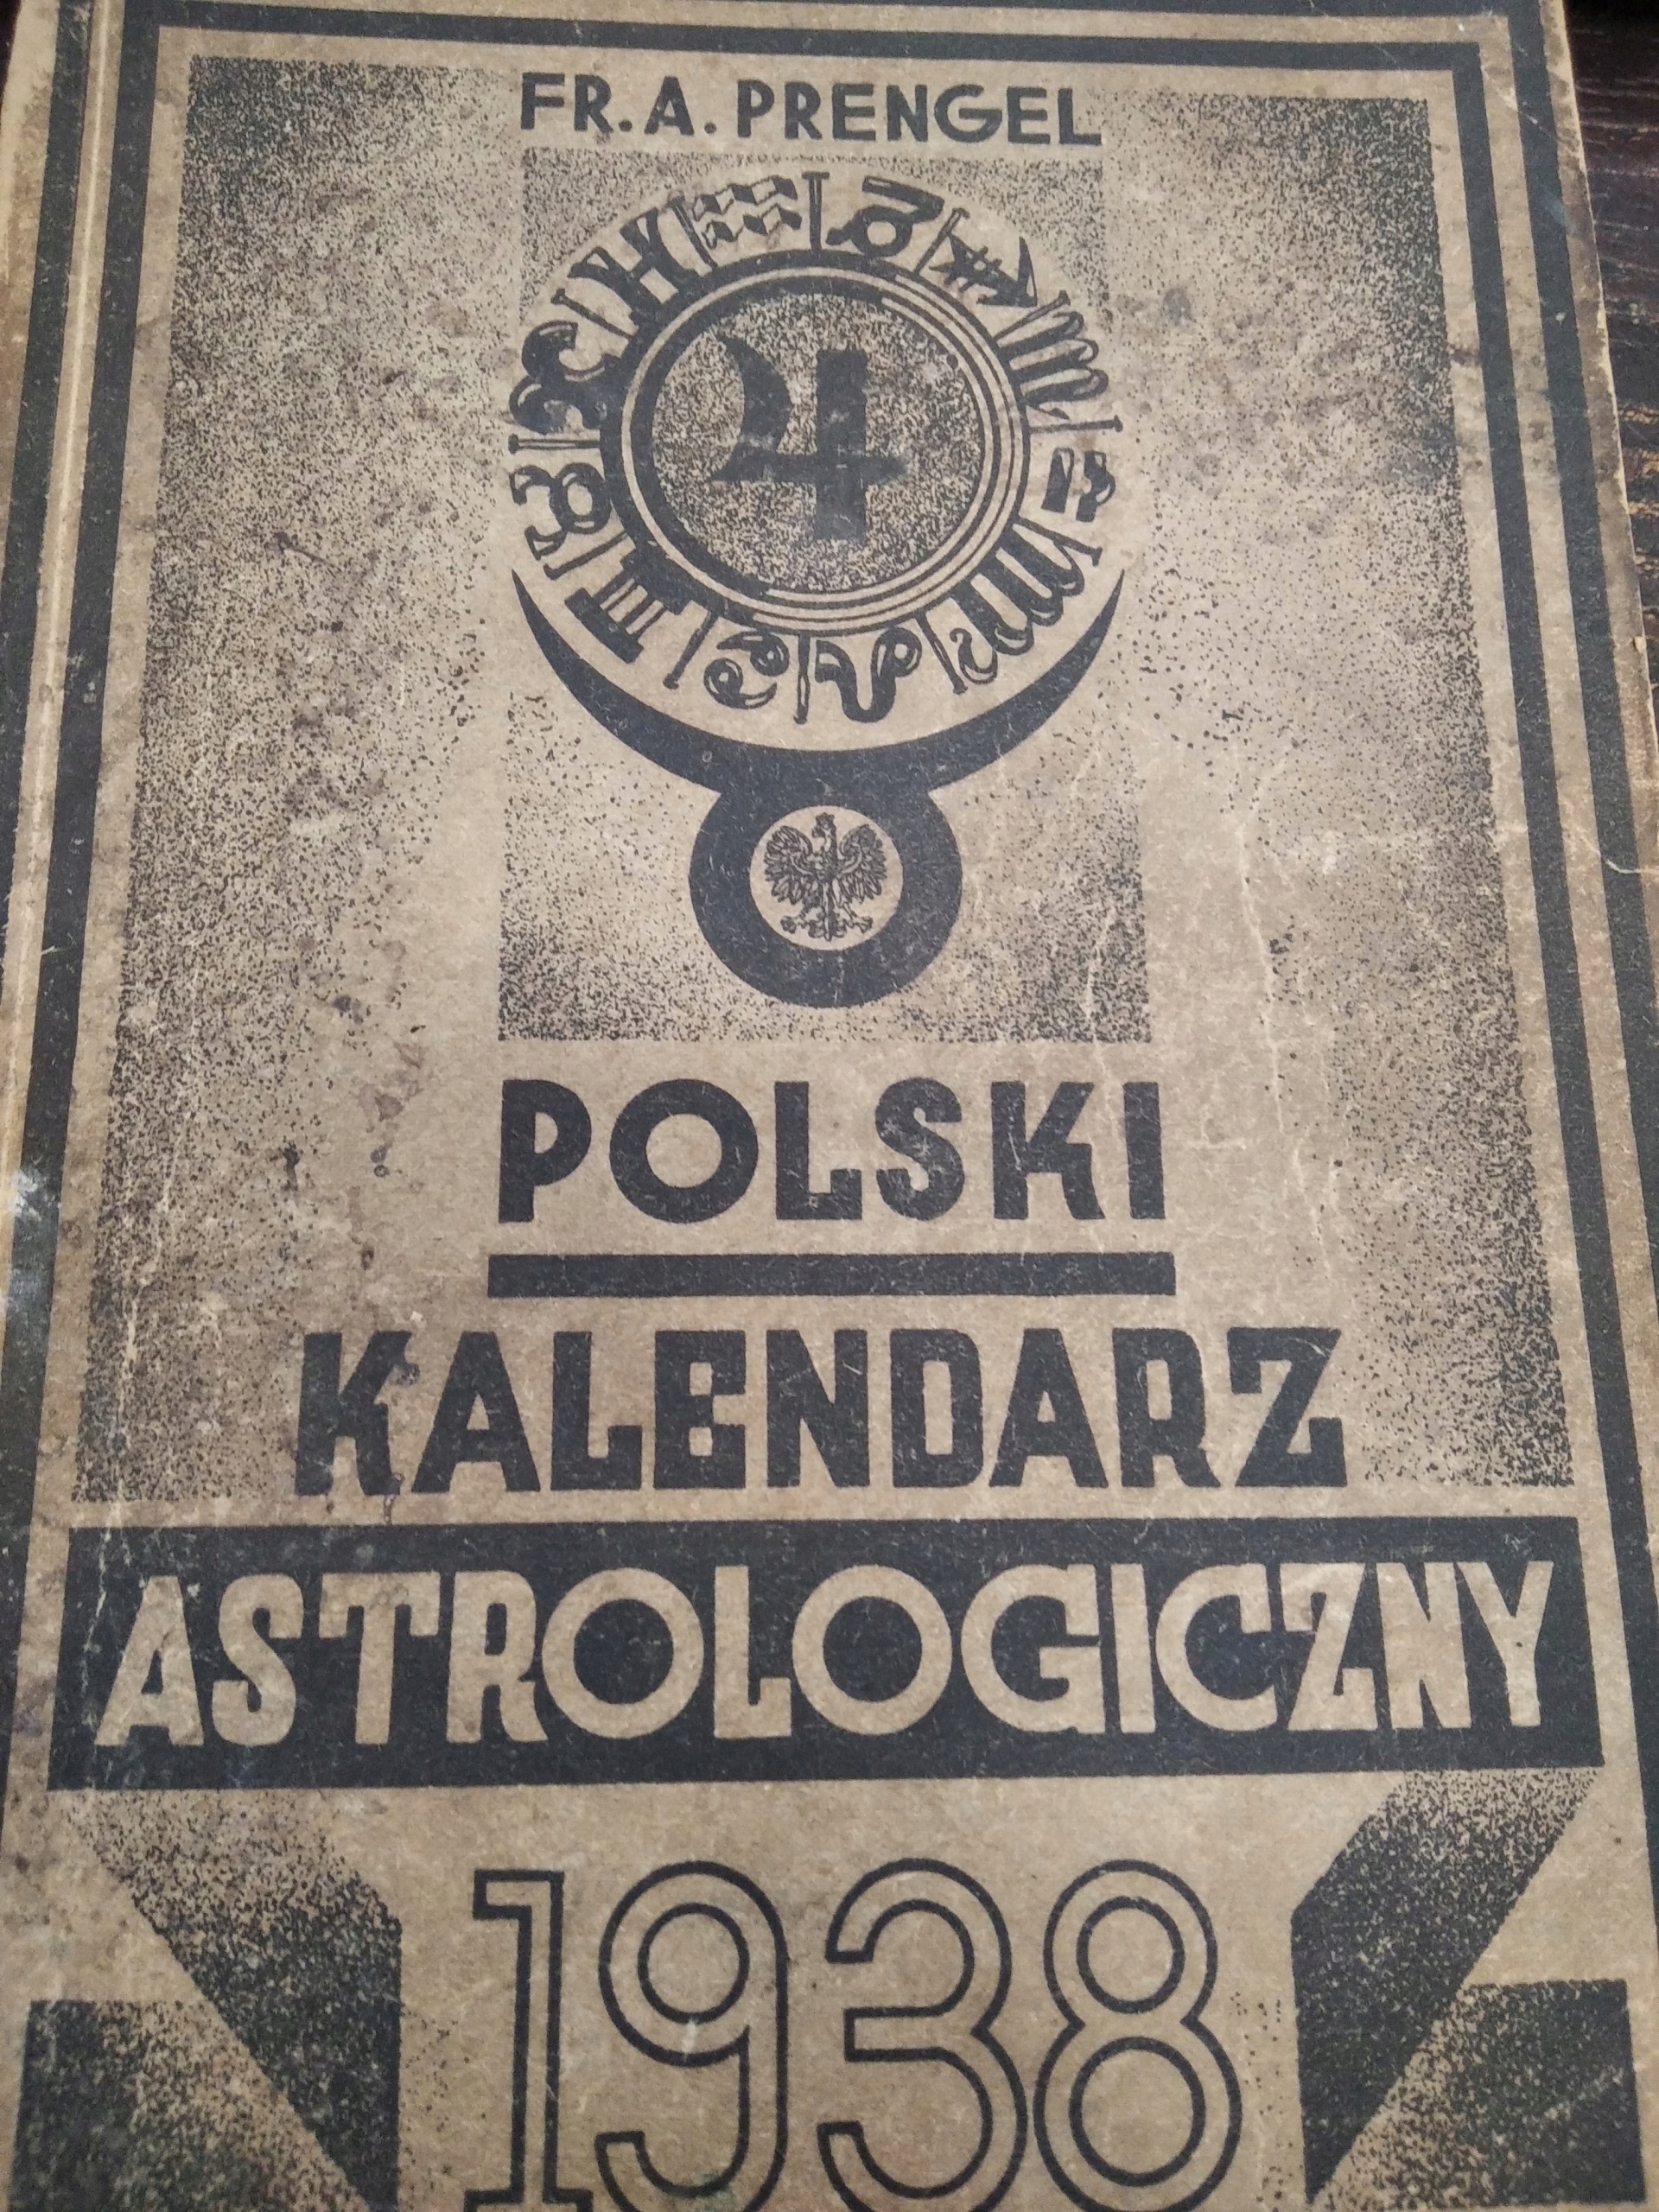 FR. A. PRENGEL
POLSKI
KALENDARZ
ASTROLOGICZNY
1938